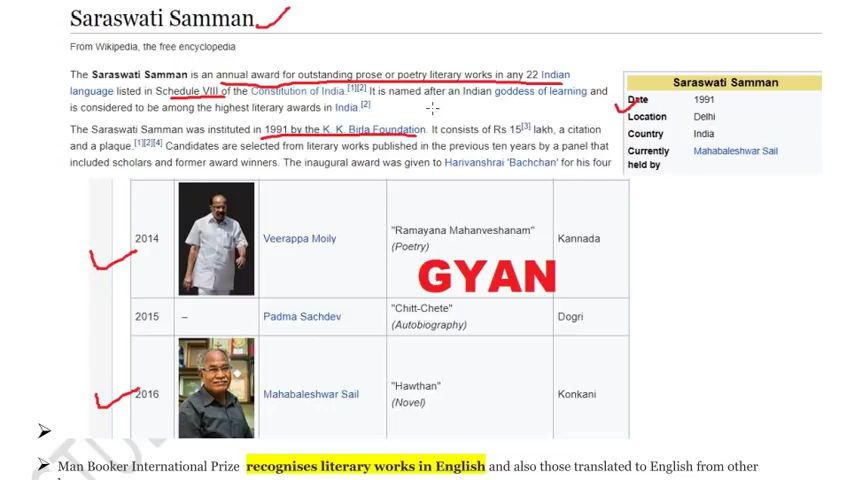 Saraswati Samman
From Wikipedia, the free encyclopedia
The Saraswati Samman is an annual award for outstanding prose or poetry literary works in any 22 Indian
language listed in Schedule VIII of the Constitution of India.[1][2] It is named after an Indian goddess of learning and
is considered to be among the highest literary awards in India.[2]
The Saraswati Samman was instituted in 1991 by the K. K. Birla Foundation. It consists of Rs 15[3] lakh, a citation
and a plaque.[1][2][4] Candidates are selected from literary works published in the previous ten years by a panel that
included scholars and former award winners. The inaugural award was given to Harivanshrai 'Bachchan' for his four
Saraswati Samman
Date 1991
Location Delhi
Country India
Currently Mahabaleshwar Sail
held by
2014 Veerappa Moily "Ramayana Mahanveshanam" Kannada
(Poetry)
GYAN
2015 – Padma Sachdev "Chitt-Chete" Dogri
(Autobiography)
2016 Mahabaleshwar Sail "Hawthan" Konkani
(Novel)
Man Booker International Prize recognises literary works in English and also those translated to English from other